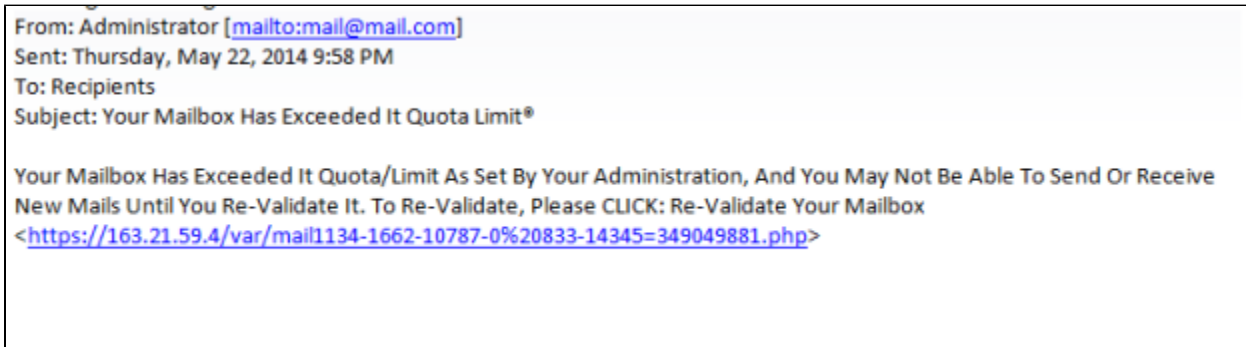 From: Administrator [mailto:mail@mail.com]
Sent: Thursday, May 22, 2014 9:58 PM
To: Recipients
Subject: Your Mailbox Has Exceeded It Quota Limit®
Your Mailbox Has Exceeded It Quota/Limit As Set By Your Administration, And You May Not Be Able To Send Or Receive
New Mails Until You Re-Validate It. To Re-Validate, Please CLICK: Re-Validate Your Mailbox
<https://163.21.59.4/var/mail1134-1662-10787-0%20833-14345=349049881.php>